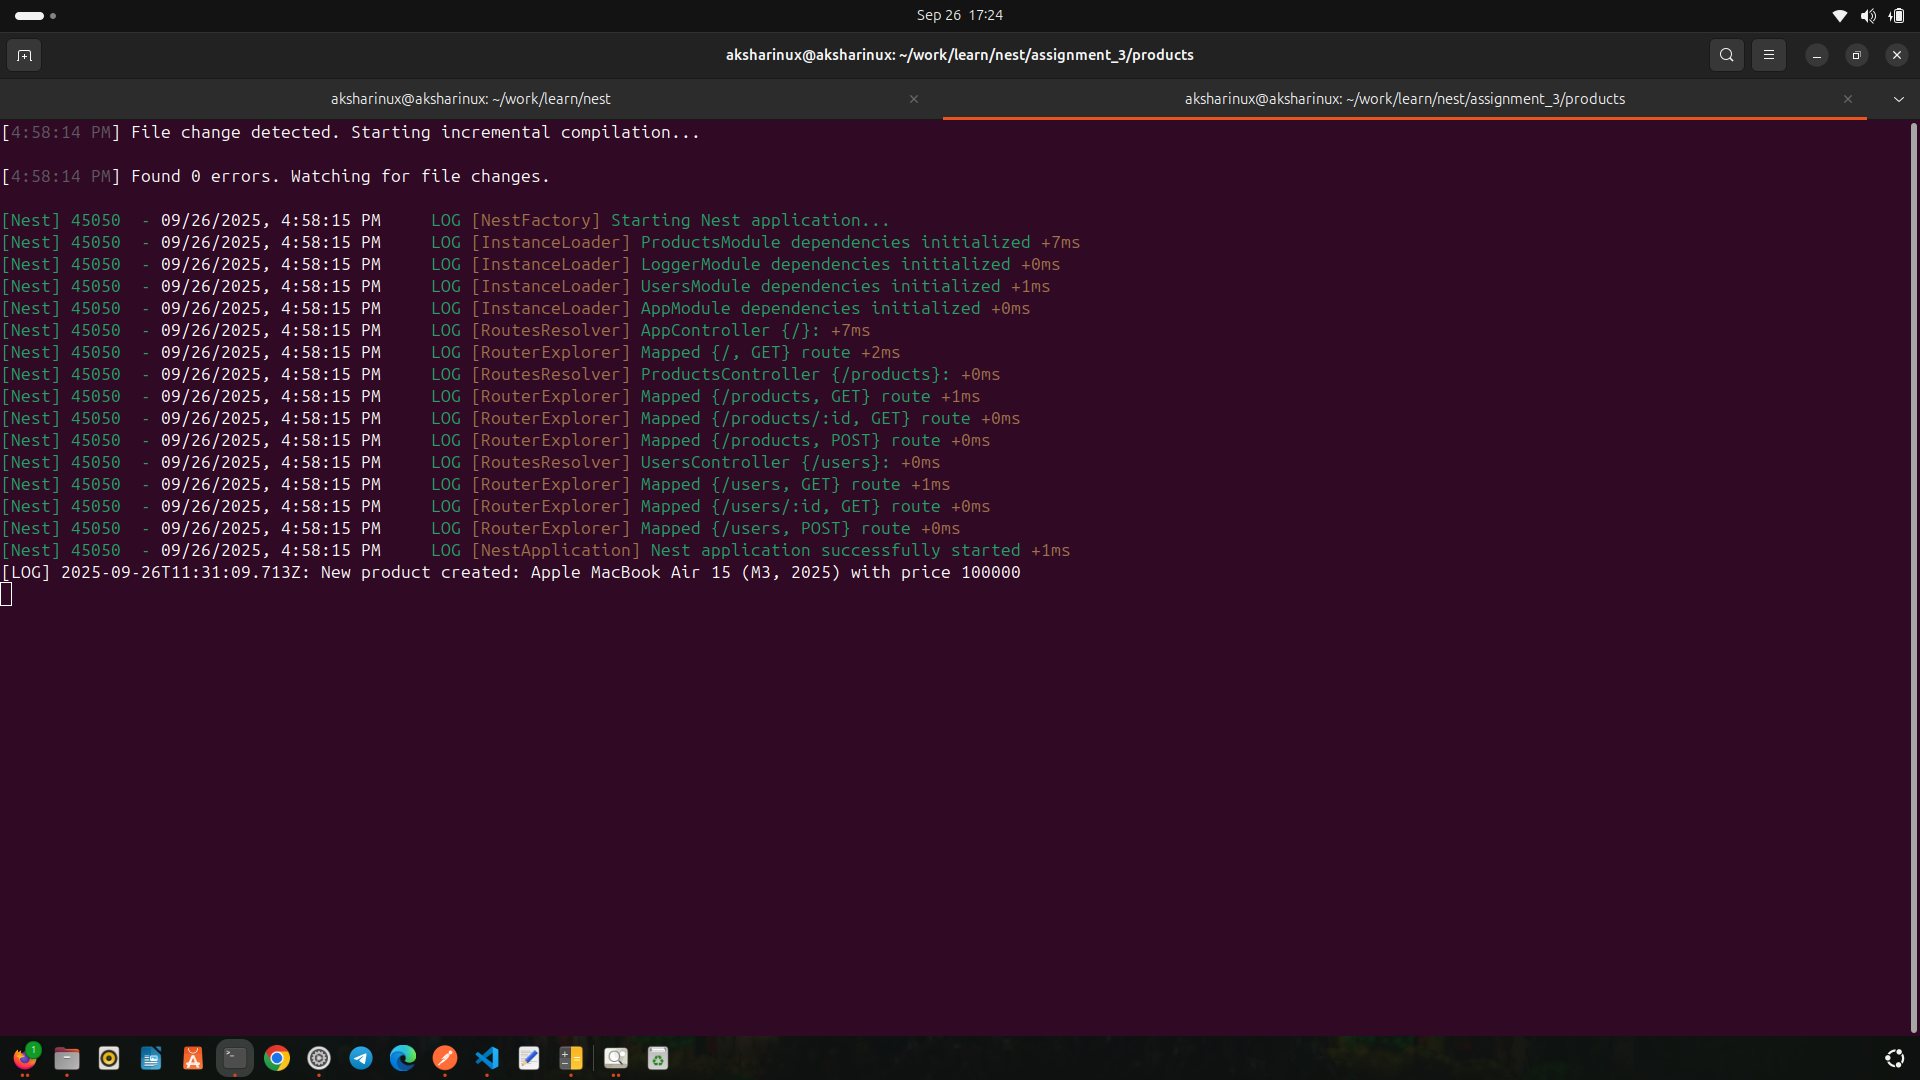 Sep 26 17:24
aksharinux@aksharinux: ~/work/learn/nest/assignment_3/products
aksharinux@aksharinux: ~/work/learn/nest
aksharinux@aksharinux: ~/work/learn/nest/assignment_3/products
[4:58:14 PM] File change detected. Starting incremental compilation...
[4:58:14 PM] Found 0 errors. Watching for file changes.
[Nest] 45050  - 09/26/2025, 4:58:15 PM     LOG [NestFactory] Starting Nest application...
[Nest] 45050  - 09/26/2025, 4:58:15 PM     LOG [InstanceLoader] ProductsModule dependencies initialized +7ms
[Nest] 45050  - 09/26/2025, 4:58:15 PM     LOG [InstanceLoader] LoggerModule dependencies initialized +0ms
[Nest] 45050  - 09/26/2025, 4:58:15 PM     LOG [InstanceLoader] UsersModule dependencies initialized +1ms
[Nest] 45050  - 09/26/2025, 4:58:15 PM     LOG [InstanceLoader] AppModule dependencies initialized +0ms
[Nest] 45050  - 09/26/2025, 4:58:15 PM     LOG [RoutesResolver] AppController {/}: +7ms
[Nest] 45050  - 09/26/2025, 4:58:15 PM     LOG [RouterExplorer] Mapped {/, GET} route +2ms
[Nest] 45050  - 09/26/2025, 4:58:15 PM     LOG [RoutesResolver] ProductsController {/products}: +0ms
[Nest] 45050  - 09/26/2025, 4:58:15 PM     LOG [RouterExplorer] Mapped {/products, GET} route +1ms
[Nest] 45050  - 09/26/2025, 4:58:15 PM     LOG [RouterExplorer] Mapped {/products/:id, GET} route +0ms
[Nest] 45050  - 09/26/2025, 4:58:15 PM     LOG [RouterExplorer] Mapped {/products, POST} route +0ms
[Nest] 45050  - 09/26/2025, 4:58:15 PM     LOG [RoutesResolver] UsersController {/users}: +0ms
[Nest] 45050  - 09/26/2025, 4:58:15 PM     LOG [RouterExplorer] Mapped {/users, GET} route +1ms
[Nest] 45050  - 09/26/2025, 4:58:15 PM     LOG [RouterExplorer] Mapped {/users/:id, GET} route +0ms
[Nest] 45050  - 09/26/2025, 4:58:15 PM     LOG [RouterExplorer] Mapped {/users, POST} route +0ms
[Nest] 45050  - 09/26/2025, 4:58:15 PM     LOG [NestApplication] Nest application successfully started +1ms
[LOG] 2025-09-26T11:31:09.713Z: New product created: Apple MacBook Air 15 (M3, 2025) with price 100000
1